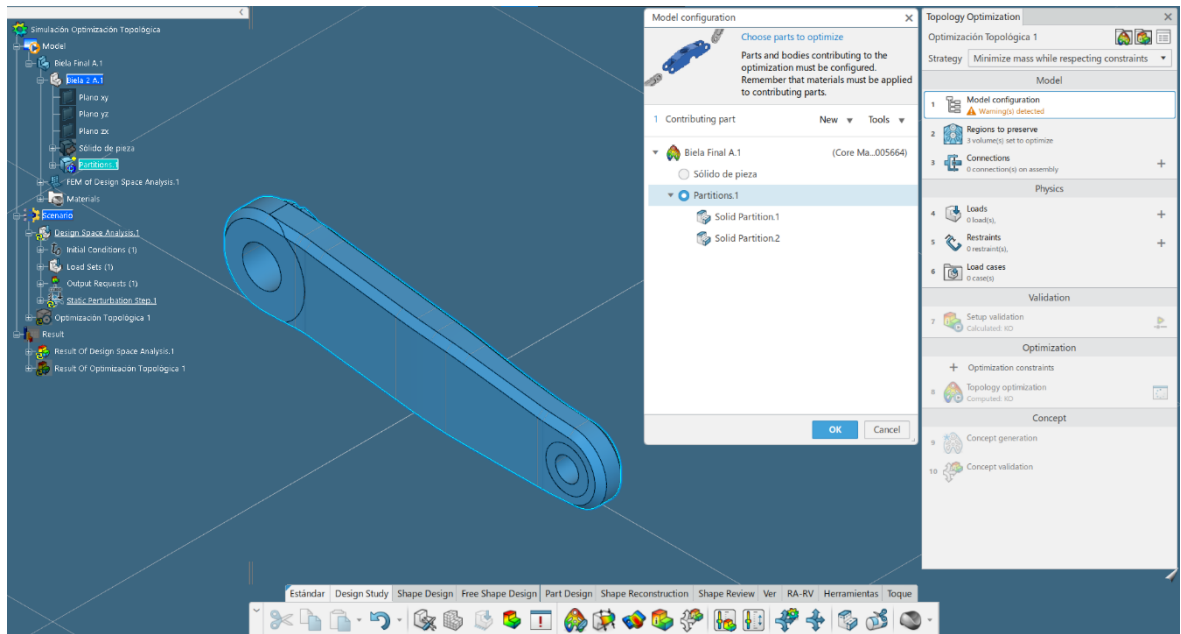 Simulación Optimización Topológica
Model
Biela Final A.1
Biela 2 A.1
Plano xy
Plano yz
Plano zx
Sólido de pieza
Partitions.1
FEM of Design Space Analysis.1
Materials
Scenario
Design Space Analysis.1
Initial Conditions (1)
Load Sets (1)
Output Requests (1)
Static Perturbation Step.1
Optimización Topológica 1
Result
Result Of Design Space Analysis.1
Result Of Optimización Topológica 1
Model configuration
Choose parts to optimize
Parts and bodies contributing to the
optimization must be configured.
Remember that materials must be applied
to contributing parts.
1 Contributing part New Tools
Biela Final A.1 (Core Ma...005664)
Sólido de pieza
Partitions.1
Solid Partition.1
Solid Partition.2
OK Cancel
Topology Optimization
Optimización Topológica 1
Strategy Minimize mass while respecting constraints
Model
1 Model configuration
Warning(s) detected
2 Regions to preserve
3 volume(s) set to optimize
3 Connections
0 connection(s) on assembly
Physics
4 Loads
0 load(s),
5 Restraints
0 restraint(s),
6 Load cases
0 case(s)
Validation
7 Setup validation
Calculated: KO
Optimization
Optimization constraints
8 Topology optimization
Computed: KO
Concept
9 Concept generation
10 Concept validation
Estándar Design Study Shape Design Free Shape Design Part Design Shape Reconstruction Shape Review Ver RA-RV Herramientas Toque